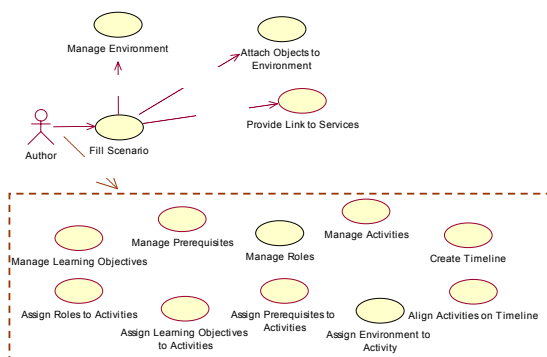 Manage Environment
Attach Objects to
Environment
Provide Link to Services
Author
Fill Scenario
Manage Prerequisites
Manage Activities
Manage Learning Objectives
Manage Roles
Create Timeline
Assign Roles to Activities
Assign Learning Objectives
to Activities
Assign Prerequisites to
Activities
Assign Environment to
Activity
Align Activities on Timeline